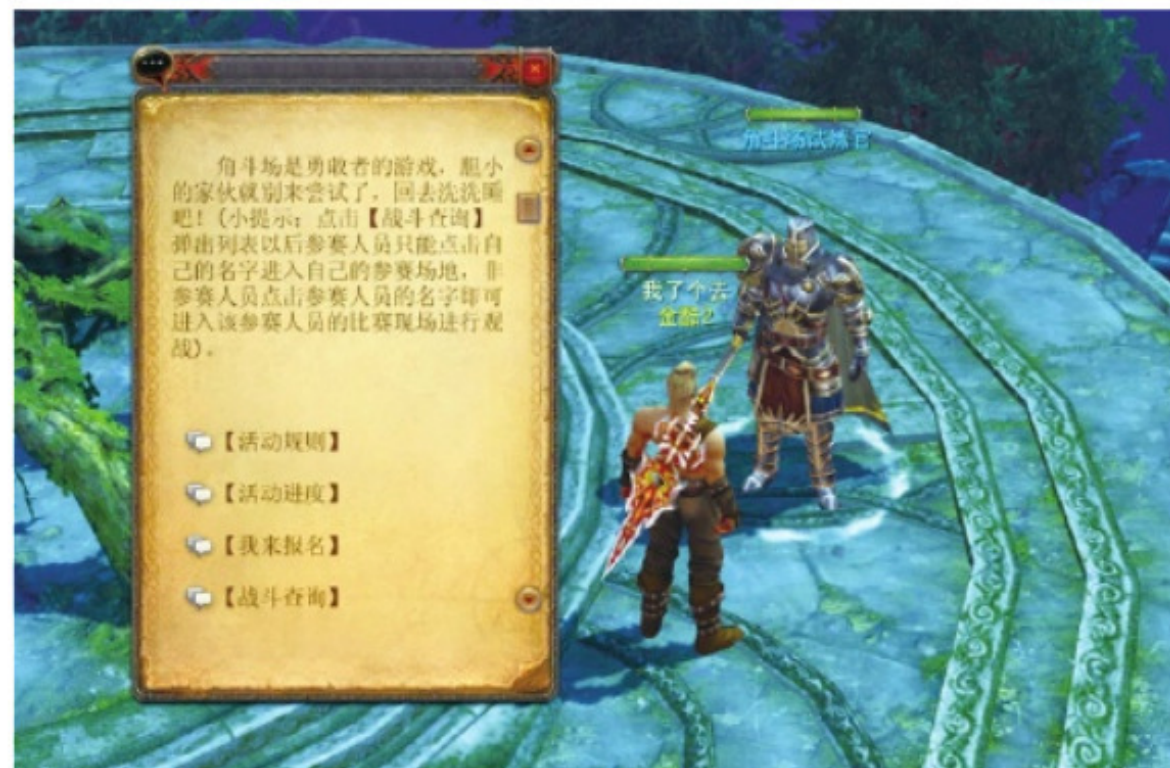 角斗场是勇敢者的游戏，胆小
的家伙就别来尝试了，回去洗洗睡
吧！(小提示：点击【战斗查询】
弹出列表以后参赛人员只能点击自
己的名字进入自己的参赛场地，非
参赛人员点击参赛人员的名字即可
进入该参赛人员的比赛现场进行观
战)。
【活动规则】
【活动进度】
【我来报名】
【战斗查询】
角斗场试炼官
我了个去